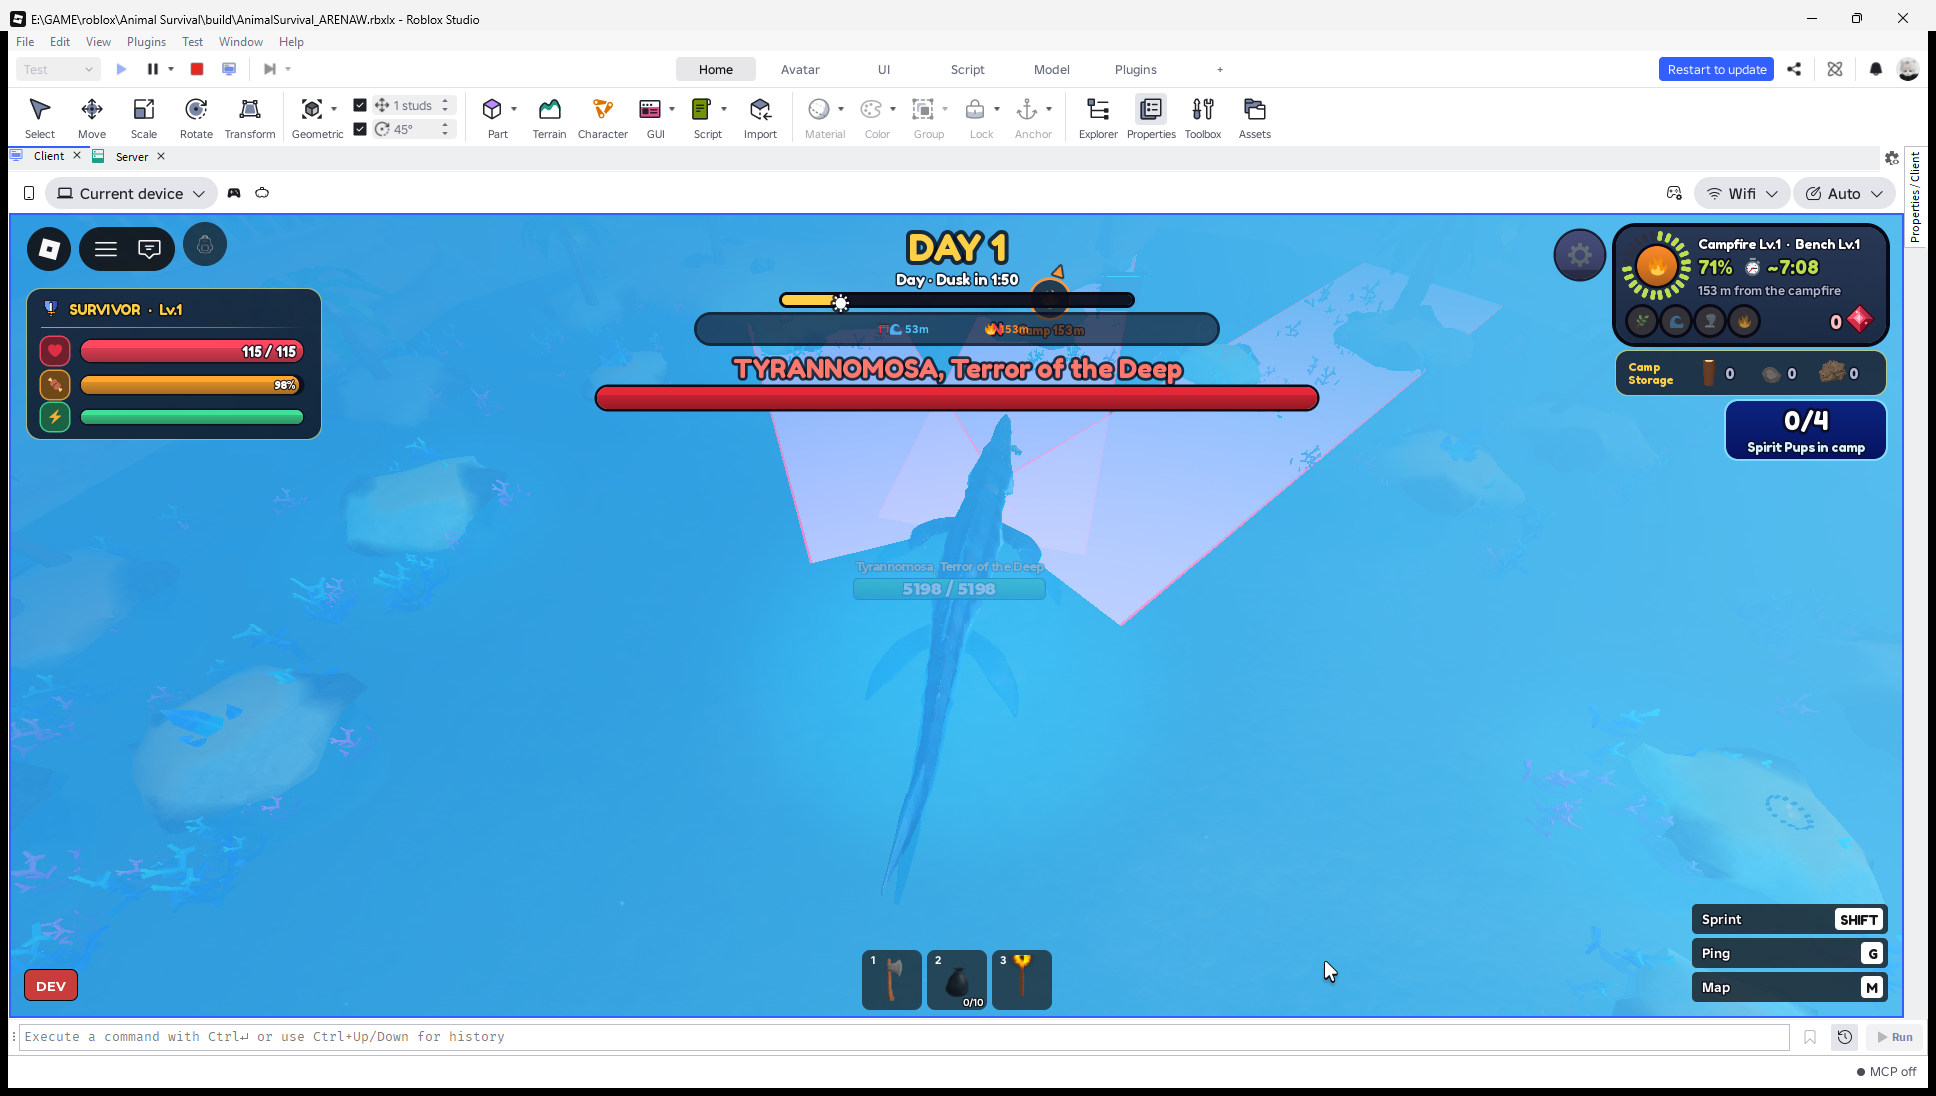 E:\GAME\roblox\Animal Survival\build\AnimalSurvival_ARENAW.rbxlx - Roblox Studio
File Edit View Plugins Test Window Help
Test
Home Avatar UI Script Model Plugins +
Restart to update
1 studs
45°
Select Move Scale Rotate Transform Geometric Part Terrain Character GUI Script Import Material Color Group Lock Anchor Explorer Properties Toolbox Assets
Client Server
Properties / Client
Current device
Wifi Auto
DAY 1
Day · Dusk in 1:50
53m 153m
TYRANNOMOSA, Terror of the Deep
SURVIVOR · Lv.1
115 / 115
98%
Campfire Lv.1 · Bench Lv.1
71% ~7:08
153 m from the campfire
0
Camp Storage 0 0 0
0/4
Spirit Pups in camp
Tyrannomosa, Terror of the Deep
5198 / 5198
Sprint SHIFT
Ping G
Map M
DEV
1 2 3
0/10
Execute a command with Ctrl↵ or use Ctrl+Up/Down for history
Run
MCP off